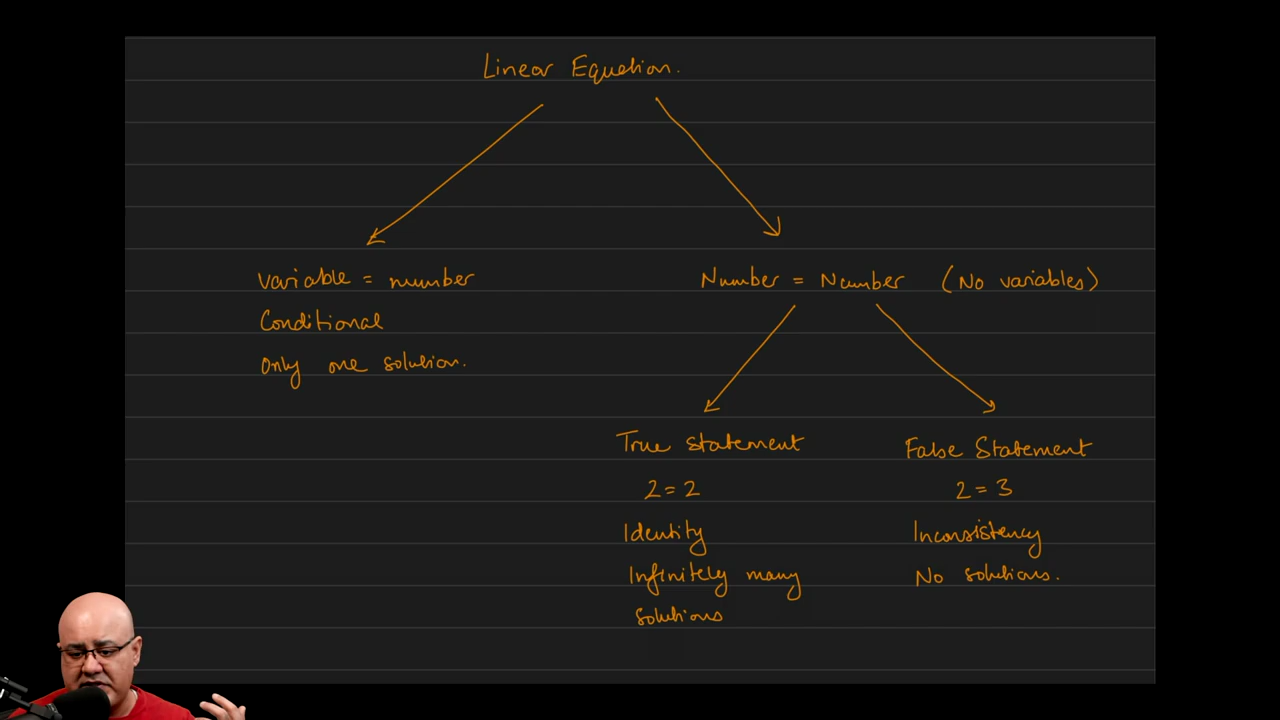 Linear Equation.
variable = number
Number = Number (No variables)
Conditional
Only one solution.
True statement
2 = 2
Identity
Infinitely many
solutions
False Statement
2 = 3
Inconsistency
No solutions.